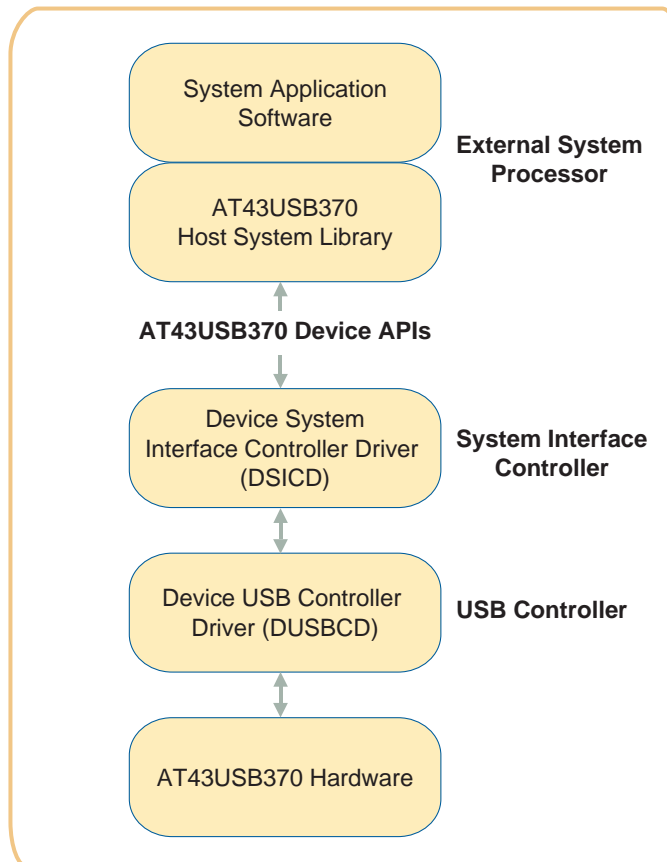 System Application
Software
External System
Processor
AT43USB370
Host System Library
AT43USB370 Device APIs
Device System
Interface Controller Driver
(DSICD)
System Interface
Controller
Device USB Controller
Driver (DUSBCD)
USB Controller
AT43USB370 Hardware